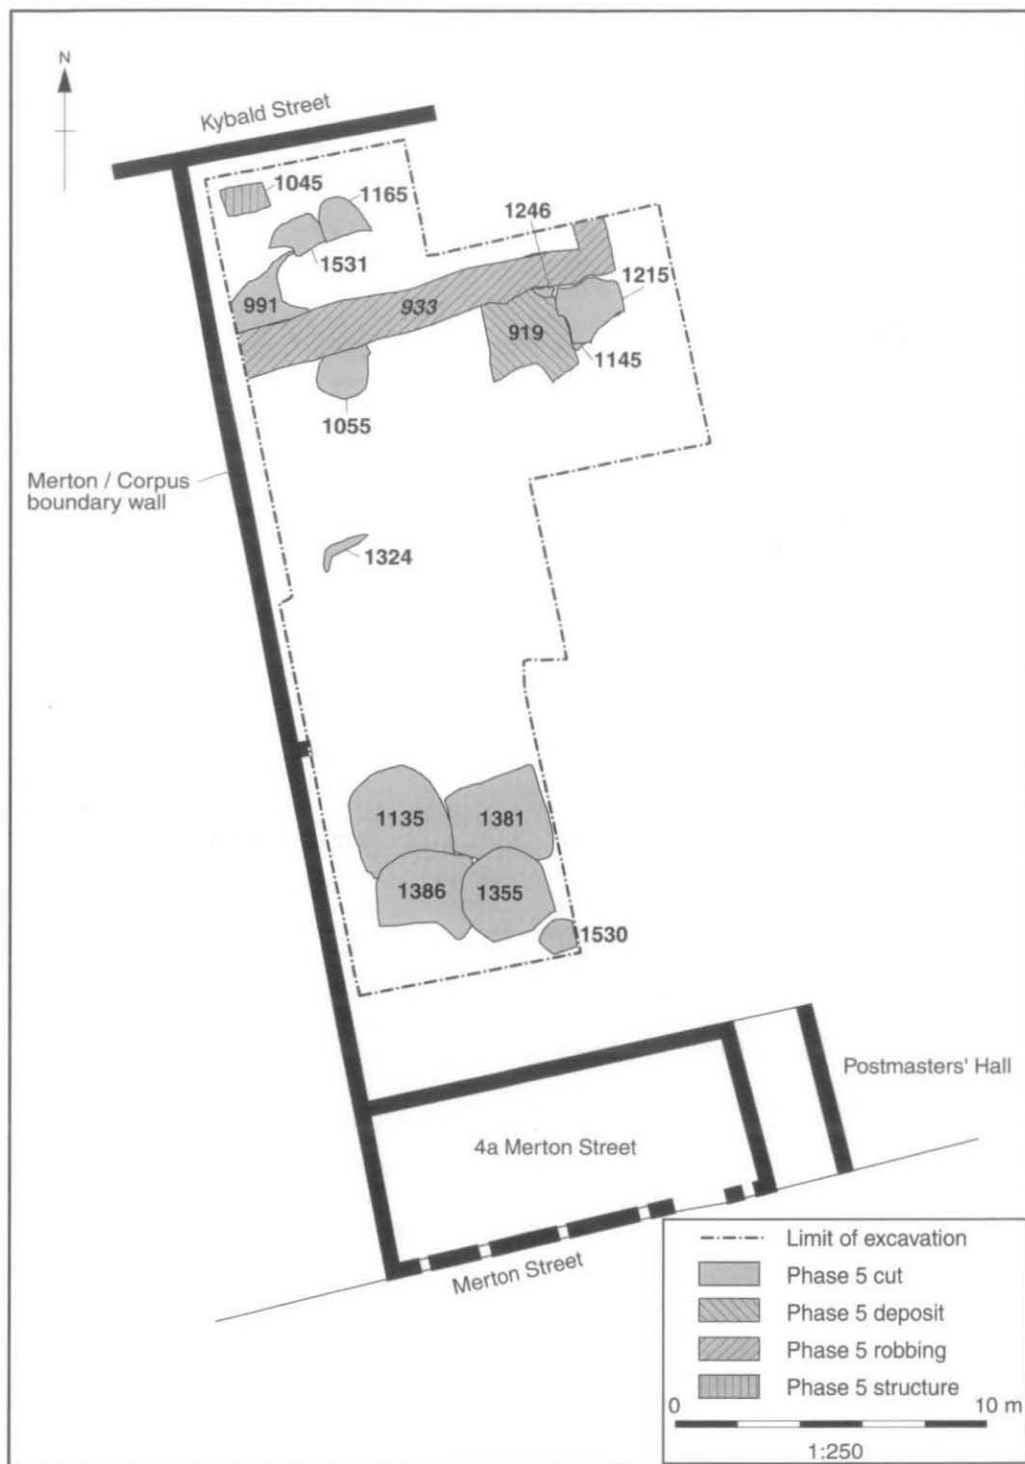 N
Kybald Street
1045
1165
1246
1531
1215
991
933
919
1145
1055
Merton / Corpus
boundary wall
1324
1135
1381
1386
1355
1530
Postmasters' Hall
4a Merton Street
Merton Street
Limit of excavation
Phase 5 cut
Phase 5 deposit
Phase 5 robbing
Phase 5 structure
0
10 m
1:250